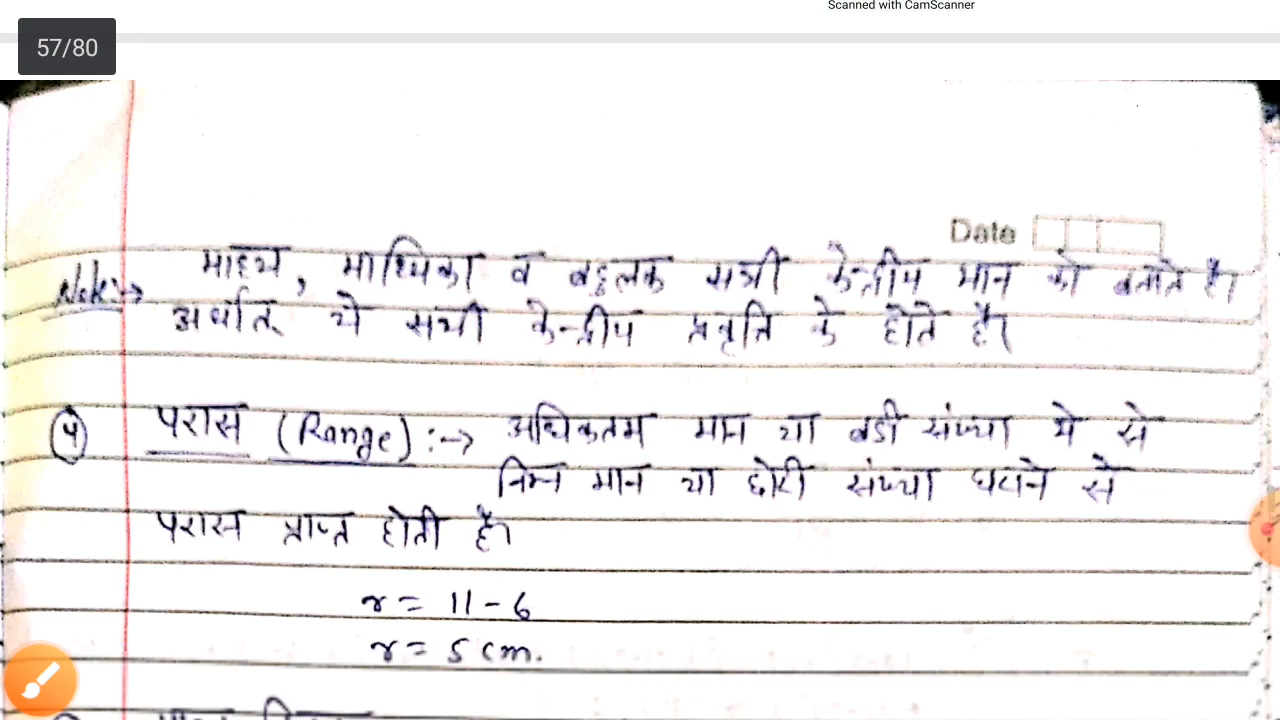 Scanned with CamScanner
57/80
Date
माध्य, माध्यिका व बहुलक सभी केन्द्रीय मान को बताते है।
Note:→
अर्थात् ये सभी केन्द्रीय प्रवृत्ति के होते है।
④ परास (Range) :→ अधिकतम मान या बडी संख्या मे से
निम्न मान या छोटी संख्या घटाने से
परास प्राप्त होती है।
r = 11 - 6
r = 5 cm.